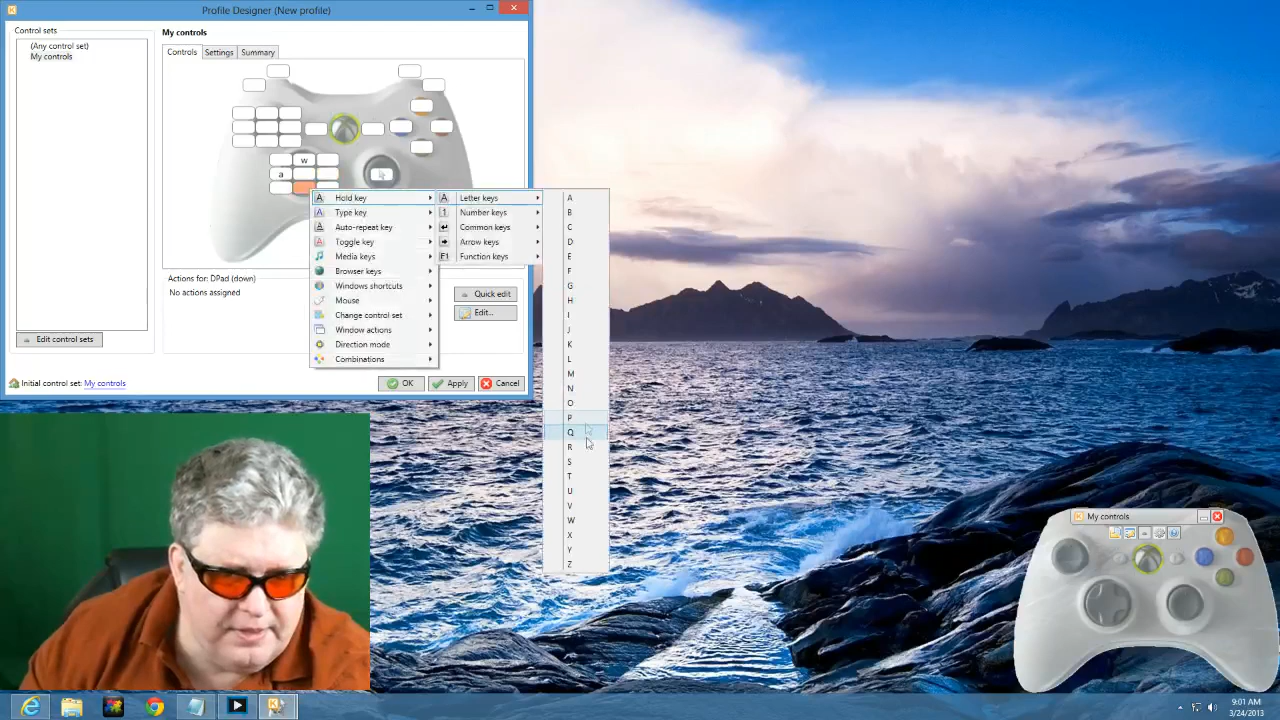 Profile Designer (New profile)
Control sets
(Any control set)
My controls
Edit control sets
Initial control set: My controls
My controls
Controls
Settings
Summary
w
a
Actions for: DPad (down)
No actions assigned
Quick edit
Edit...
OK
Apply
Cancel
Hold key
Type key
Auto-repeat key
Toggle key
Media keys
Browser keys
Windows shortcuts
Mouse
Change control set
Window actions
Direction mode
Combinations
Letter keys
Number keys
Common keys
Arrow keys
Function keys
A
B
C
D
E
F
G
H
I
J
K
L
M
N
O
P
Q
R
S
T
U
V
W
X
Y
Z
My controls
9:01 AM
3/24/2013